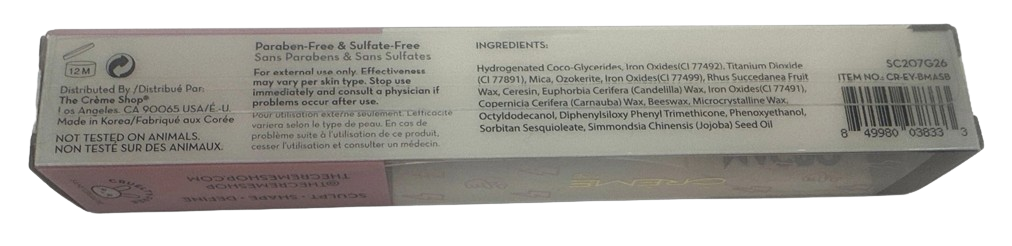 12 M
Distributed By /Distribué Par:
The Crème Shop®
Los Angeles. CA 90065 USA/É.-U.
Made in Korea/Fabriqué aux Corée
NOT TESTED ON ANIMALS.
NON TESTÉ SUR DES ANIMAUX.
Paraben-Free & Sulfate-Free
Sans Parabens & Sans Sulfates
For external use only. Effectiveness
may vary per skin type. Stop use
immediately and consult a physician if
problems occur after use.
Pour utilisation externe seulement. L'efficacité
variera selon le type de peau. En cas de
problème suite à l'utilisation de ce produit,
cesser l'utilisation et consulter un médecin.
INGREDIENTS:
Hydrogenated Coco-Glycerides, Iron Oxides(CI 77492), Titanium Dioxide
(CI 77891), Mica, Ozokerite, Iron Oxides(CI 77499), Rhus Succedanea Fruit
Wax, Ceresin, Euphorbia Cerifera (Candelilla) Wax, Iron Oxides(CI 77491),
Copernicia Cerifera (Carnauba) Wax, Beeswax, Microcrystalline Wax,
Octyldodecanol, Diphenylsiloxy Phenyl Trimethicone, Phenoxyethanol,
Sorbitan Sesquioleate, Simmondsia Chinensis (Jojoba) Seed Oil
SC207G26
ITEM NO.: CR-EY-BMASB
8 49980 03833 3
SCULPT · SHAPE · DEFINE
@THECREMESHOP
THECREMESHOP.COM
CRÈME